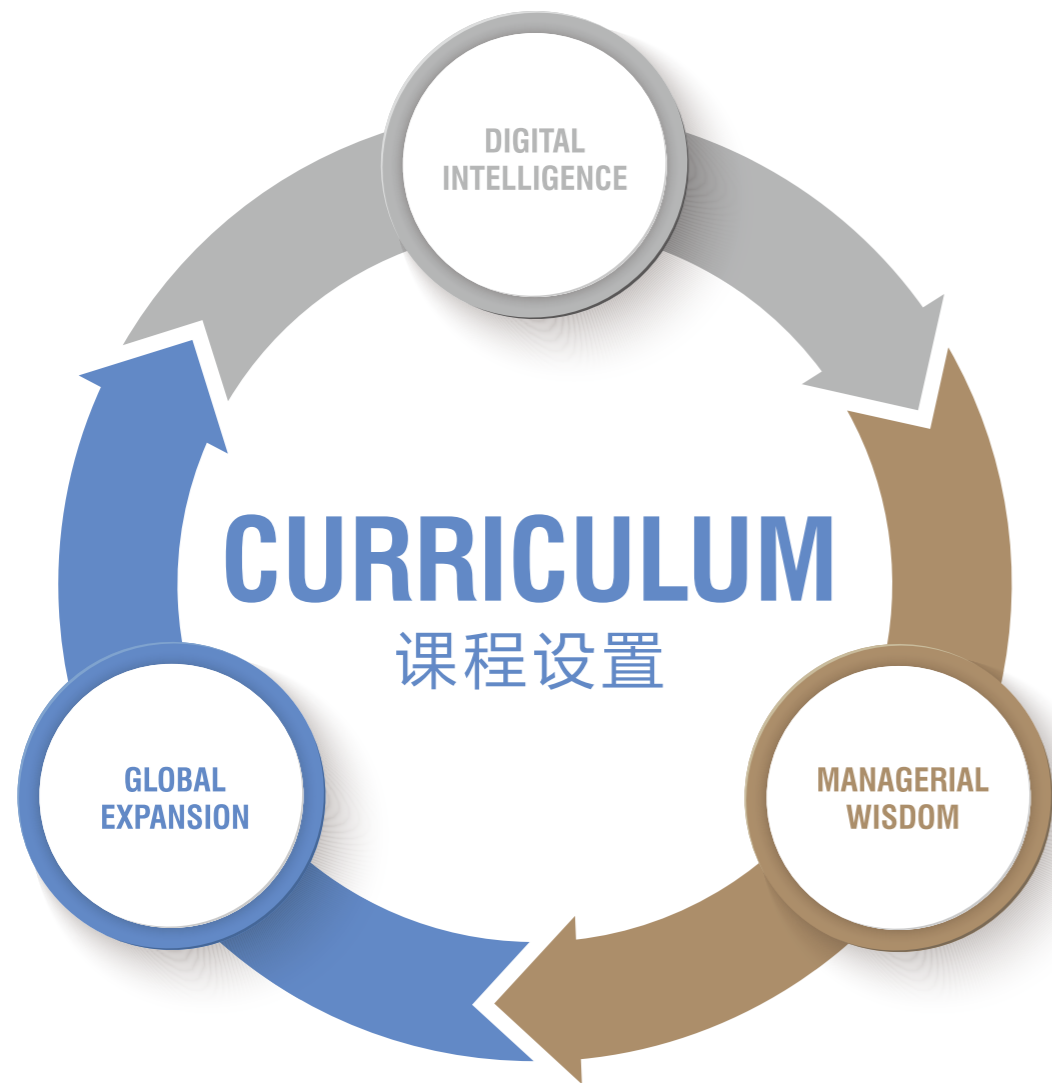 DIGITAL
INTELLIGENCE
CURRICULUM
课程设置
GLOBAL
EXPANSION
MANAGERIAL
WISDOM